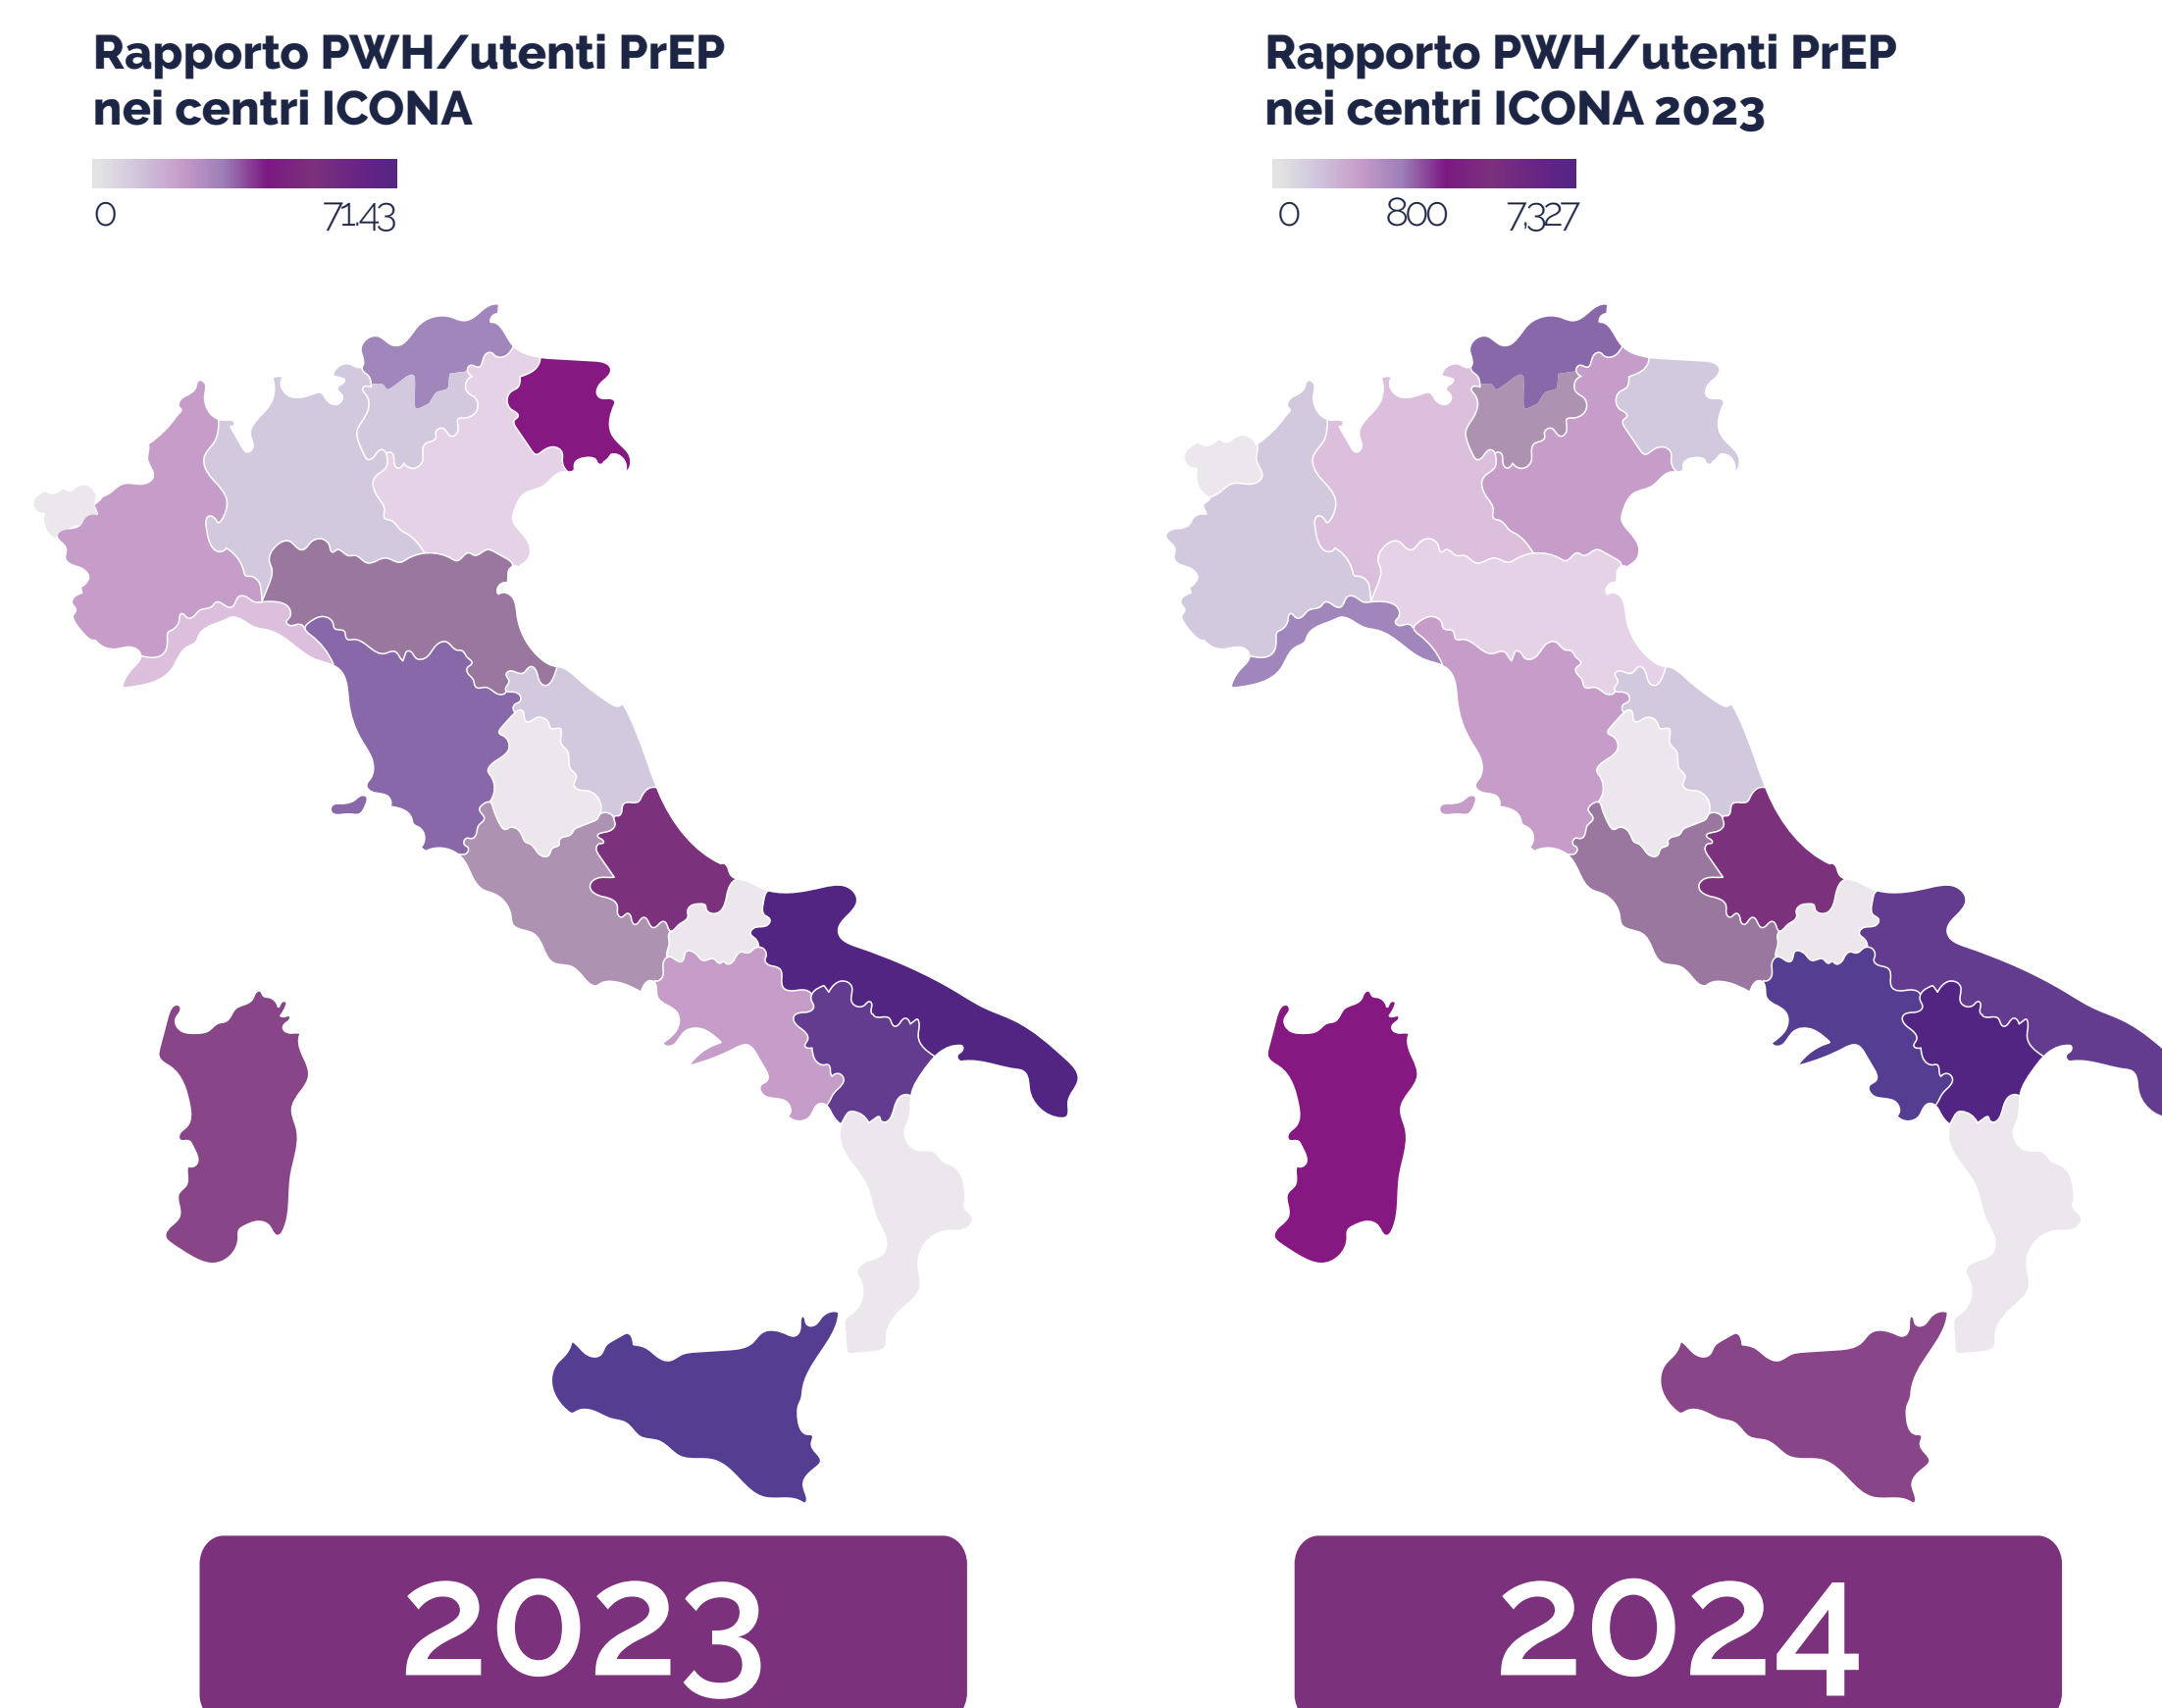 Rapporto PWH/utenti PrEP
nei centri ICONA
0 71.43
2023
Rapporto PWH/utenti PrEP
nei centri ICONA 2023
0 800 7,327
2024